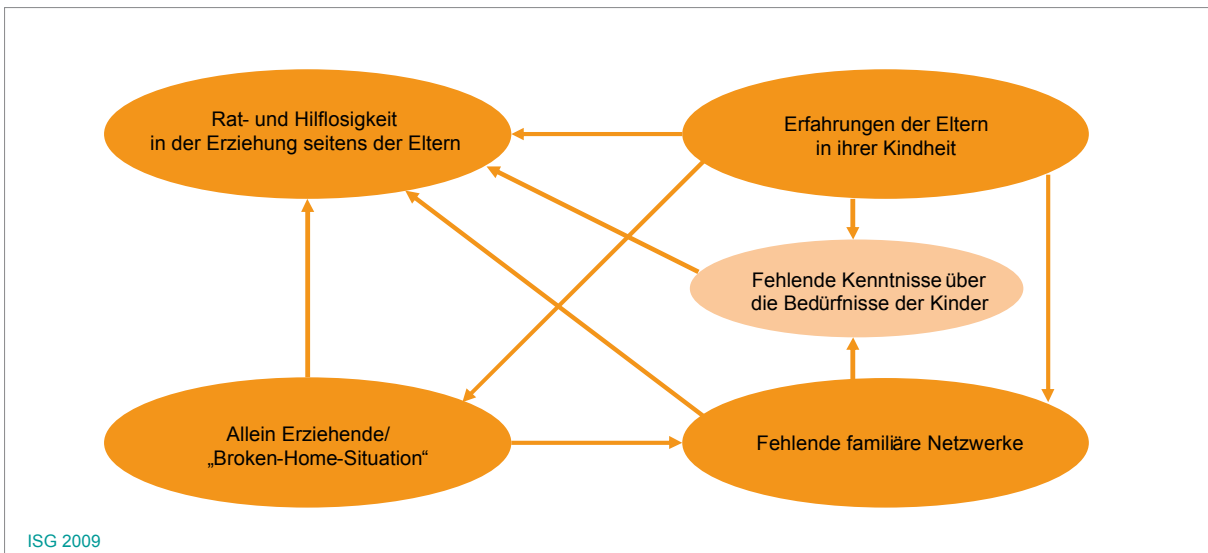 Rat- und Hilflosigkeit
in der Erziehung seitens der Eltern
Erfahrungen der Eltern
in ihrer Kindheit
Fehlende Kenntnisse über
die Bedürfnisse der Kinder
Allein Erziehende/
„Broken-Home-Situation“
Fehlende familiäre Netzwerke
ISG 2009